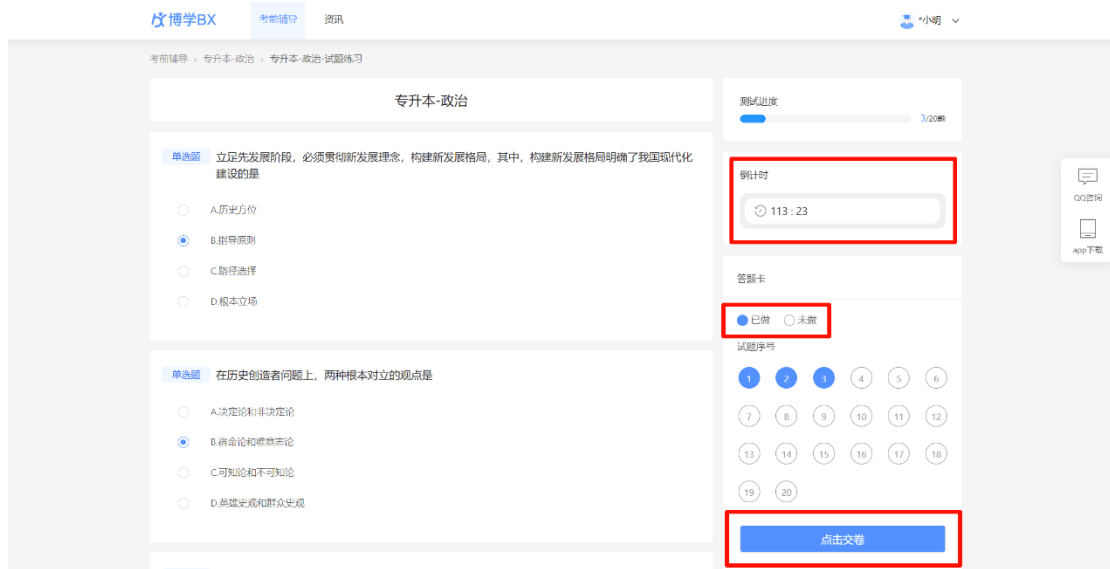 博学BX 考前辅导 资讯 *小明
考前辅导 › 专升本-政治 › 专升本-政治-试题练习
专升本-政治
单选题 立足先发展阶段，必须贯彻新发展理念，构建新发展格局，其中，构建新发展格局明确了我国现代化
建设的是
A.历史方位
B.指导原则
C.路径选择
D.根本立场
单选题 在历史创造者问题上，两种根本对立的观点是
A.决定论和非决定论
B.宿命论和唯意志论
C.可知论和不可知论
D.英雄史观和群众史观
测试进度
3/20题
倒计时
113 : 23
答题卡
已做 未做
试题序号
1 2 3 4 5 6
7 8 9 10 11 12
13 14 15 16 17 18
19 20
点击交卷
QQ咨询
app下载